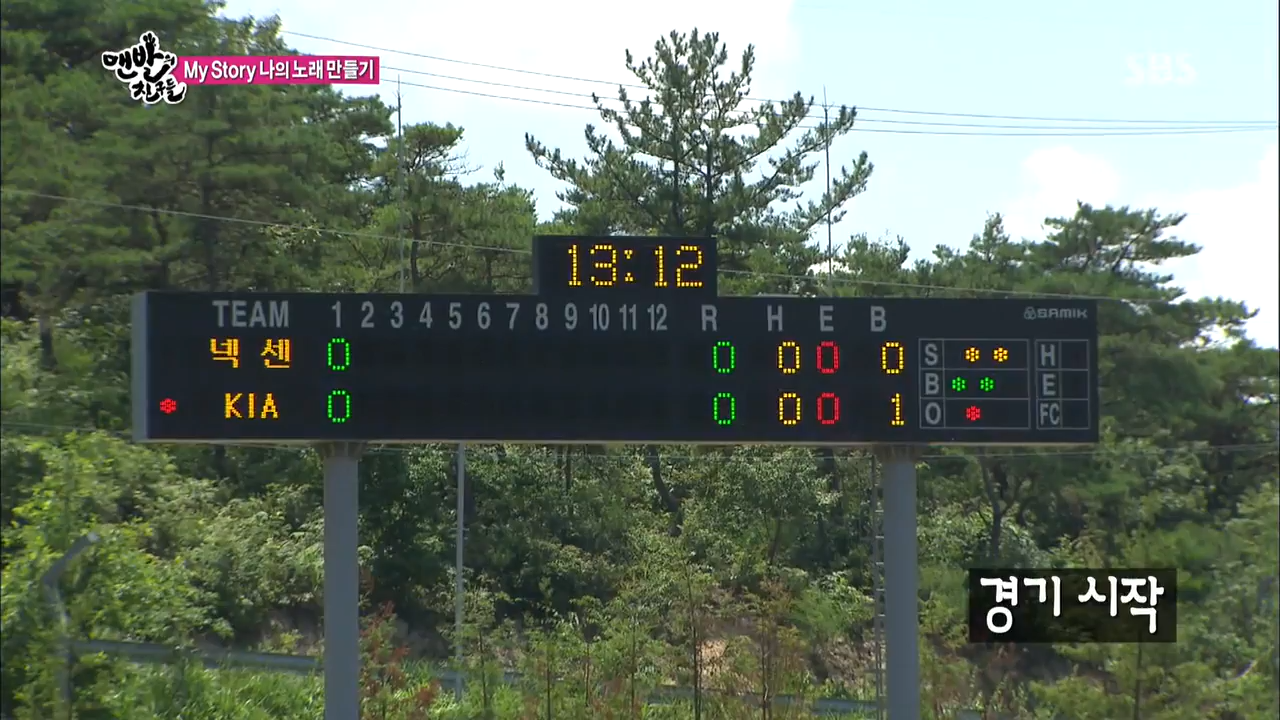 맨발의 친구들
My Story 나의 노래 만들기
SBS
13:12
TEAM 1 2 3 4 5 6 7 8 9 10 11 12 R H E B
SAMIK
넥센 0 0 0 0 0
KIA 0 0 0 0 1
S H
B E
O FC
경기 시작